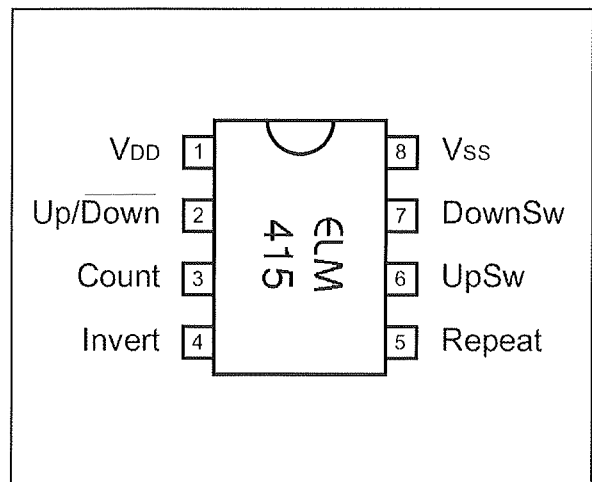 VDD 1 8 Vss
Up/Down 2 7 DownSw
Count 3 6 UpSw
Invert 4 5 Repeat
ELM
415